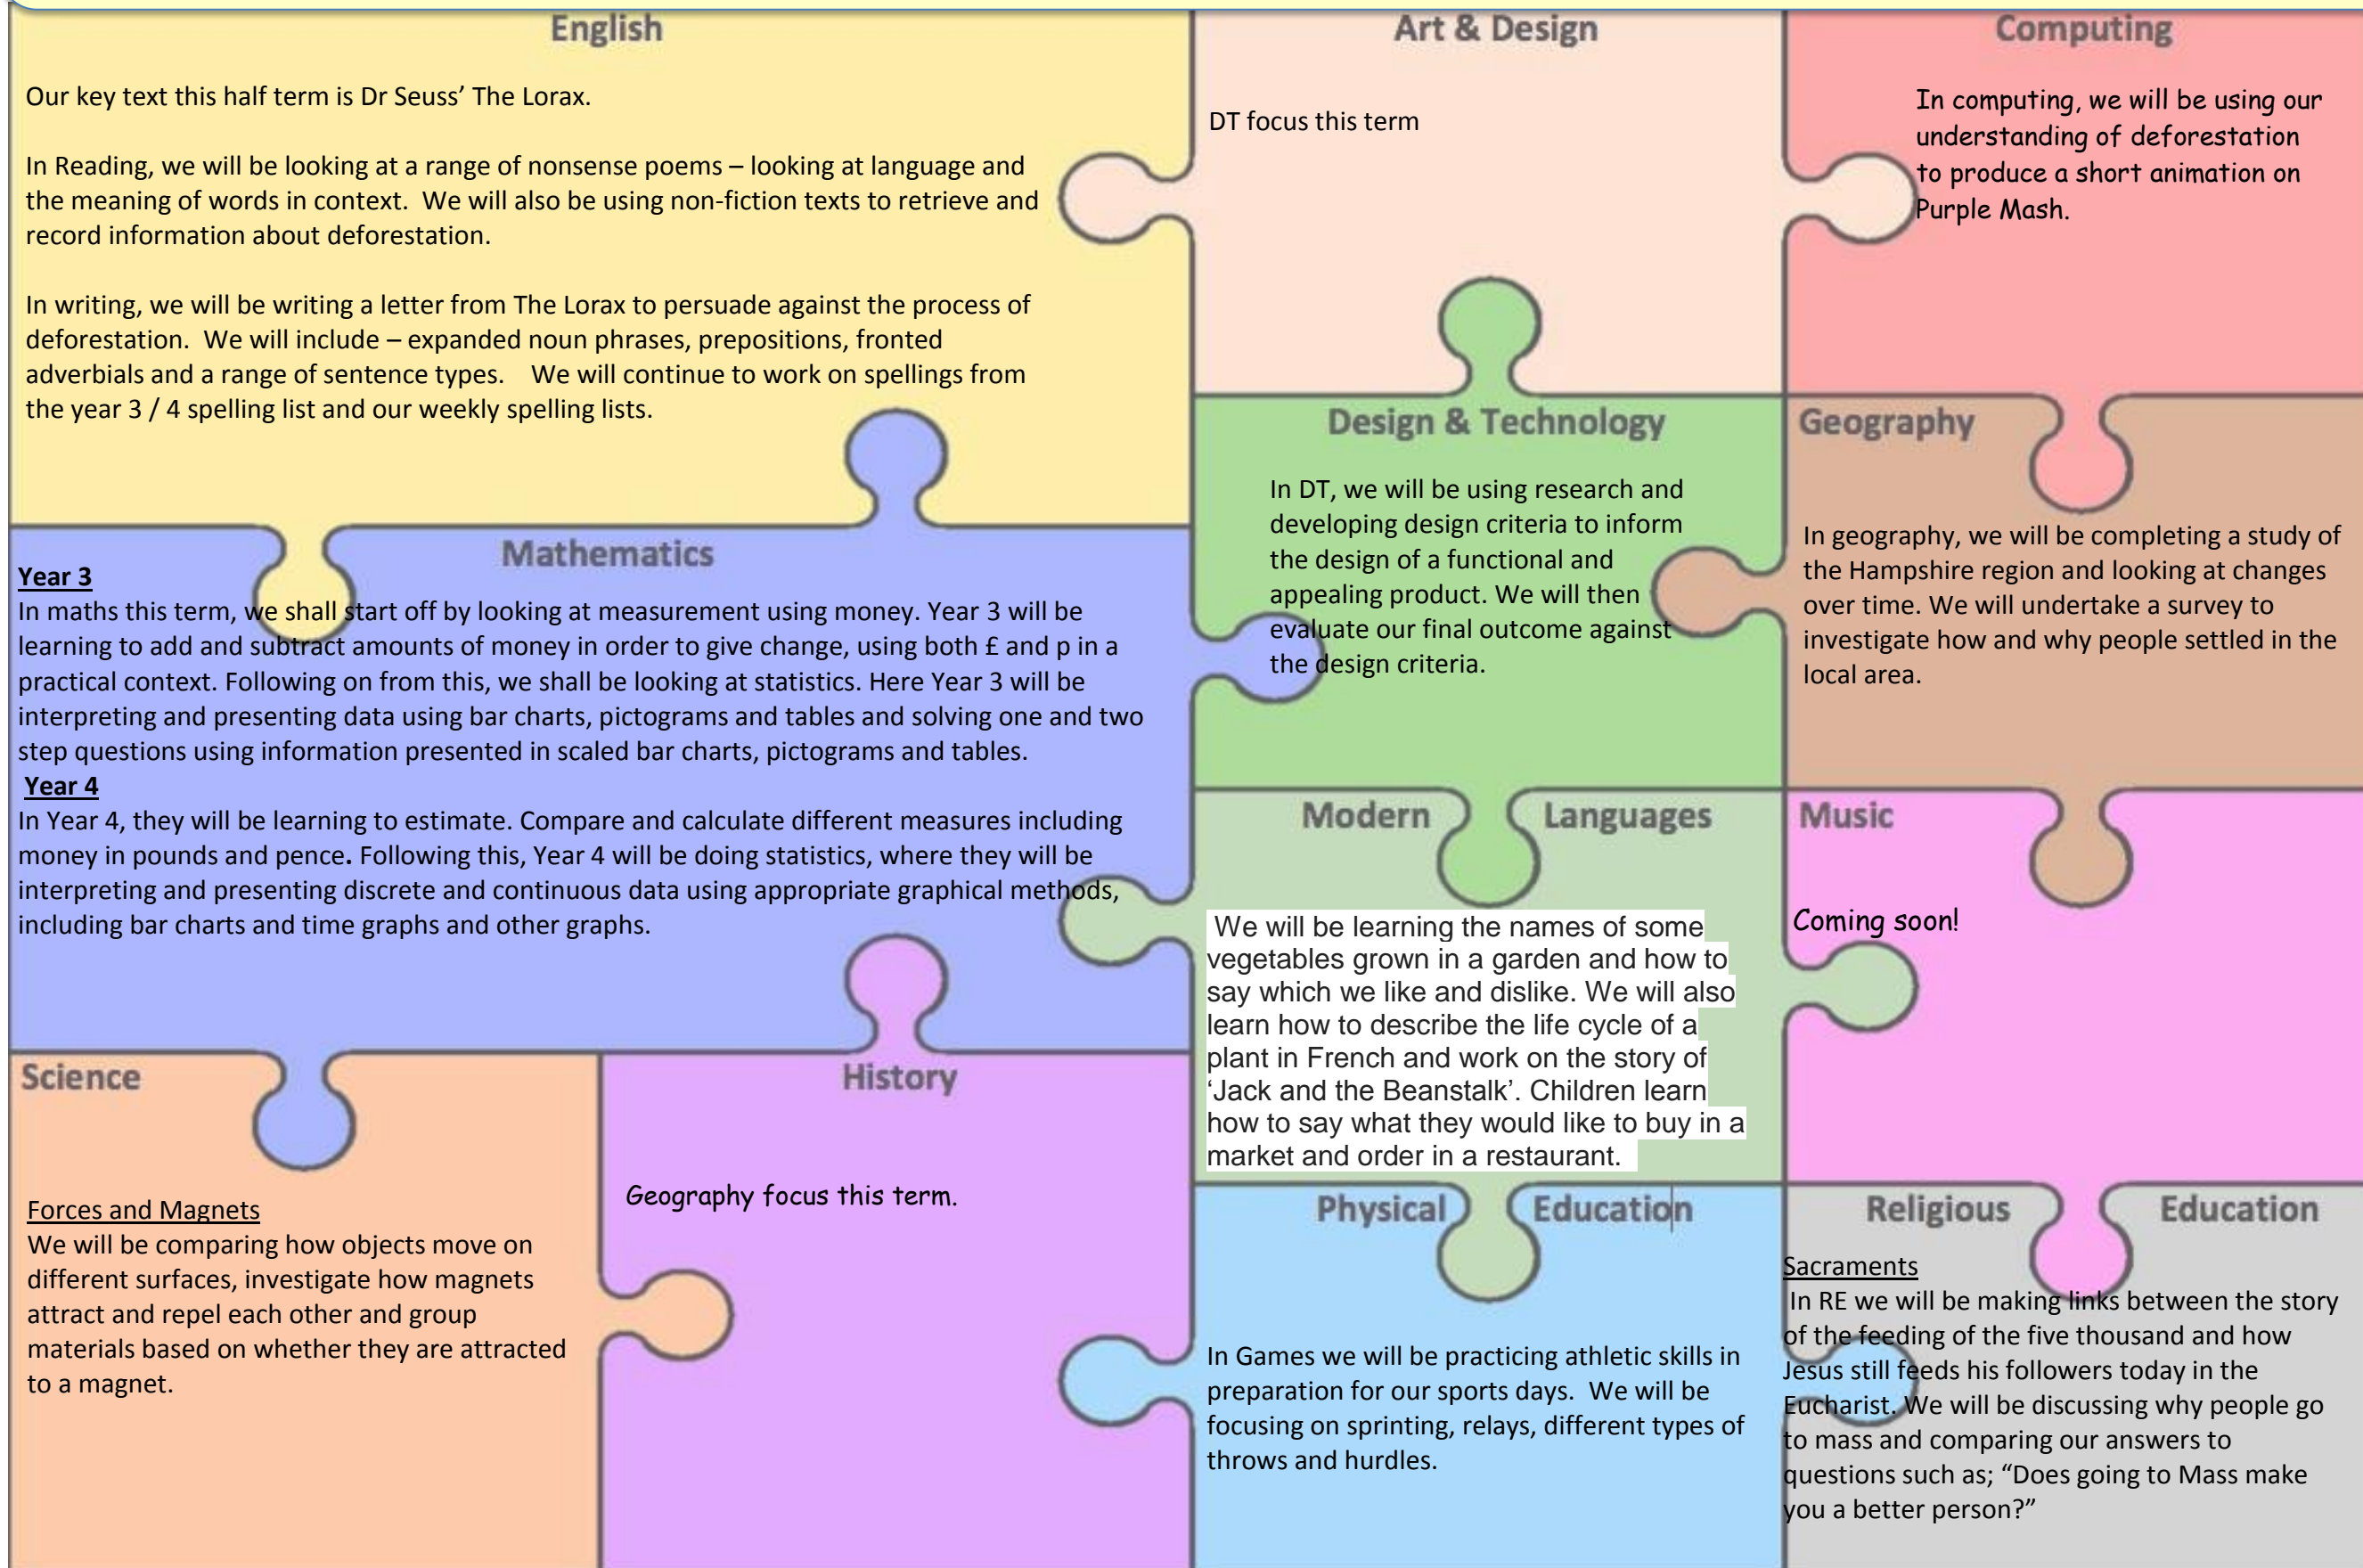 English
Our key text this half term is Dr Seuss’ The Lorax.
In Reading, we will be looking at a range of nonsense poems – looking at language and
the meaning of words in context.  We will also be using non-fiction texts to retrieve and
record information about deforestation.
In writing, we will be writing a letter from The Lorax to persuade against the process of
deforestation.  We will include – expanded noun phrases, prepositions, fronted
adverbials and a range of sentence types.    We will continue to work on spellings from
the year 3 / 4 spelling list and our weekly spelling lists.
Art & Design
DT focus this term
Computing
In computing, we will be using our
understanding of deforestation
to produce a short animation on
Purple Mash.
Mathematics
Year 3
In maths this term, we shall start off by looking at measurement using money. Year 3 will be
learning to add and subtract amounts of money in order to give change, using both £ and p in a
practical context. Following on from this, we shall be looking at statistics. Here Year 3 will be
interpreting and presenting data using bar charts, pictograms and tables and solving one and two
step questions using information presented in scaled bar charts, pictograms and tables.
Year 4
In Year 4, they will be learning to estimate. Compare and calculate different measures including
money in pounds and pence. Following this, Year 4 will be doing statistics, where they will be
interpreting and presenting discrete and continuous data using appropriate graphical methods,
including bar charts and time graphs and other graphs.
Design & Technology
In DT, we will be using research and
developing design criteria to inform
the design of a functional and
appealing product. We will then
evaluate our final outcome against
the design criteria.
Geography
In geography, we will be completing a study of
the Hampshire region and looking at changes
over time. We will undertake a survey to
investigate how and why people settled in the
local area.
Modern Languages
We will be learning the names of some
vegetables grown in a garden and how to
say which we like and dislike. We will also
learn how to describe the life cycle of a
plant in French and work on the story of
‘Jack and the Beanstalk’. Children learn
how to say what they would like to buy in a
market and order in a restaurant.
Music
Coming soon!
Science
Forces and Magnets
We will be comparing how objects move on
different surfaces, investigate how magnets
attract and repel each other and group
materials based on whether they are attracted
to a magnet.
History
Geography focus this term.
Physical Education
In Games we will be practicing athletic skills in
preparation for our sports days.  We will be
focusing on sprinting, relays, different types of
throws and hurdles.
Religious Education
Sacraments
In RE we will be making links between the story
of the feeding of the five thousand and how
Jesus still feeds his followers today in the
Eucharist. We will be discussing why people go
to mass and comparing our answers to
questions such as; “Does going to Mass make
you a better person?”